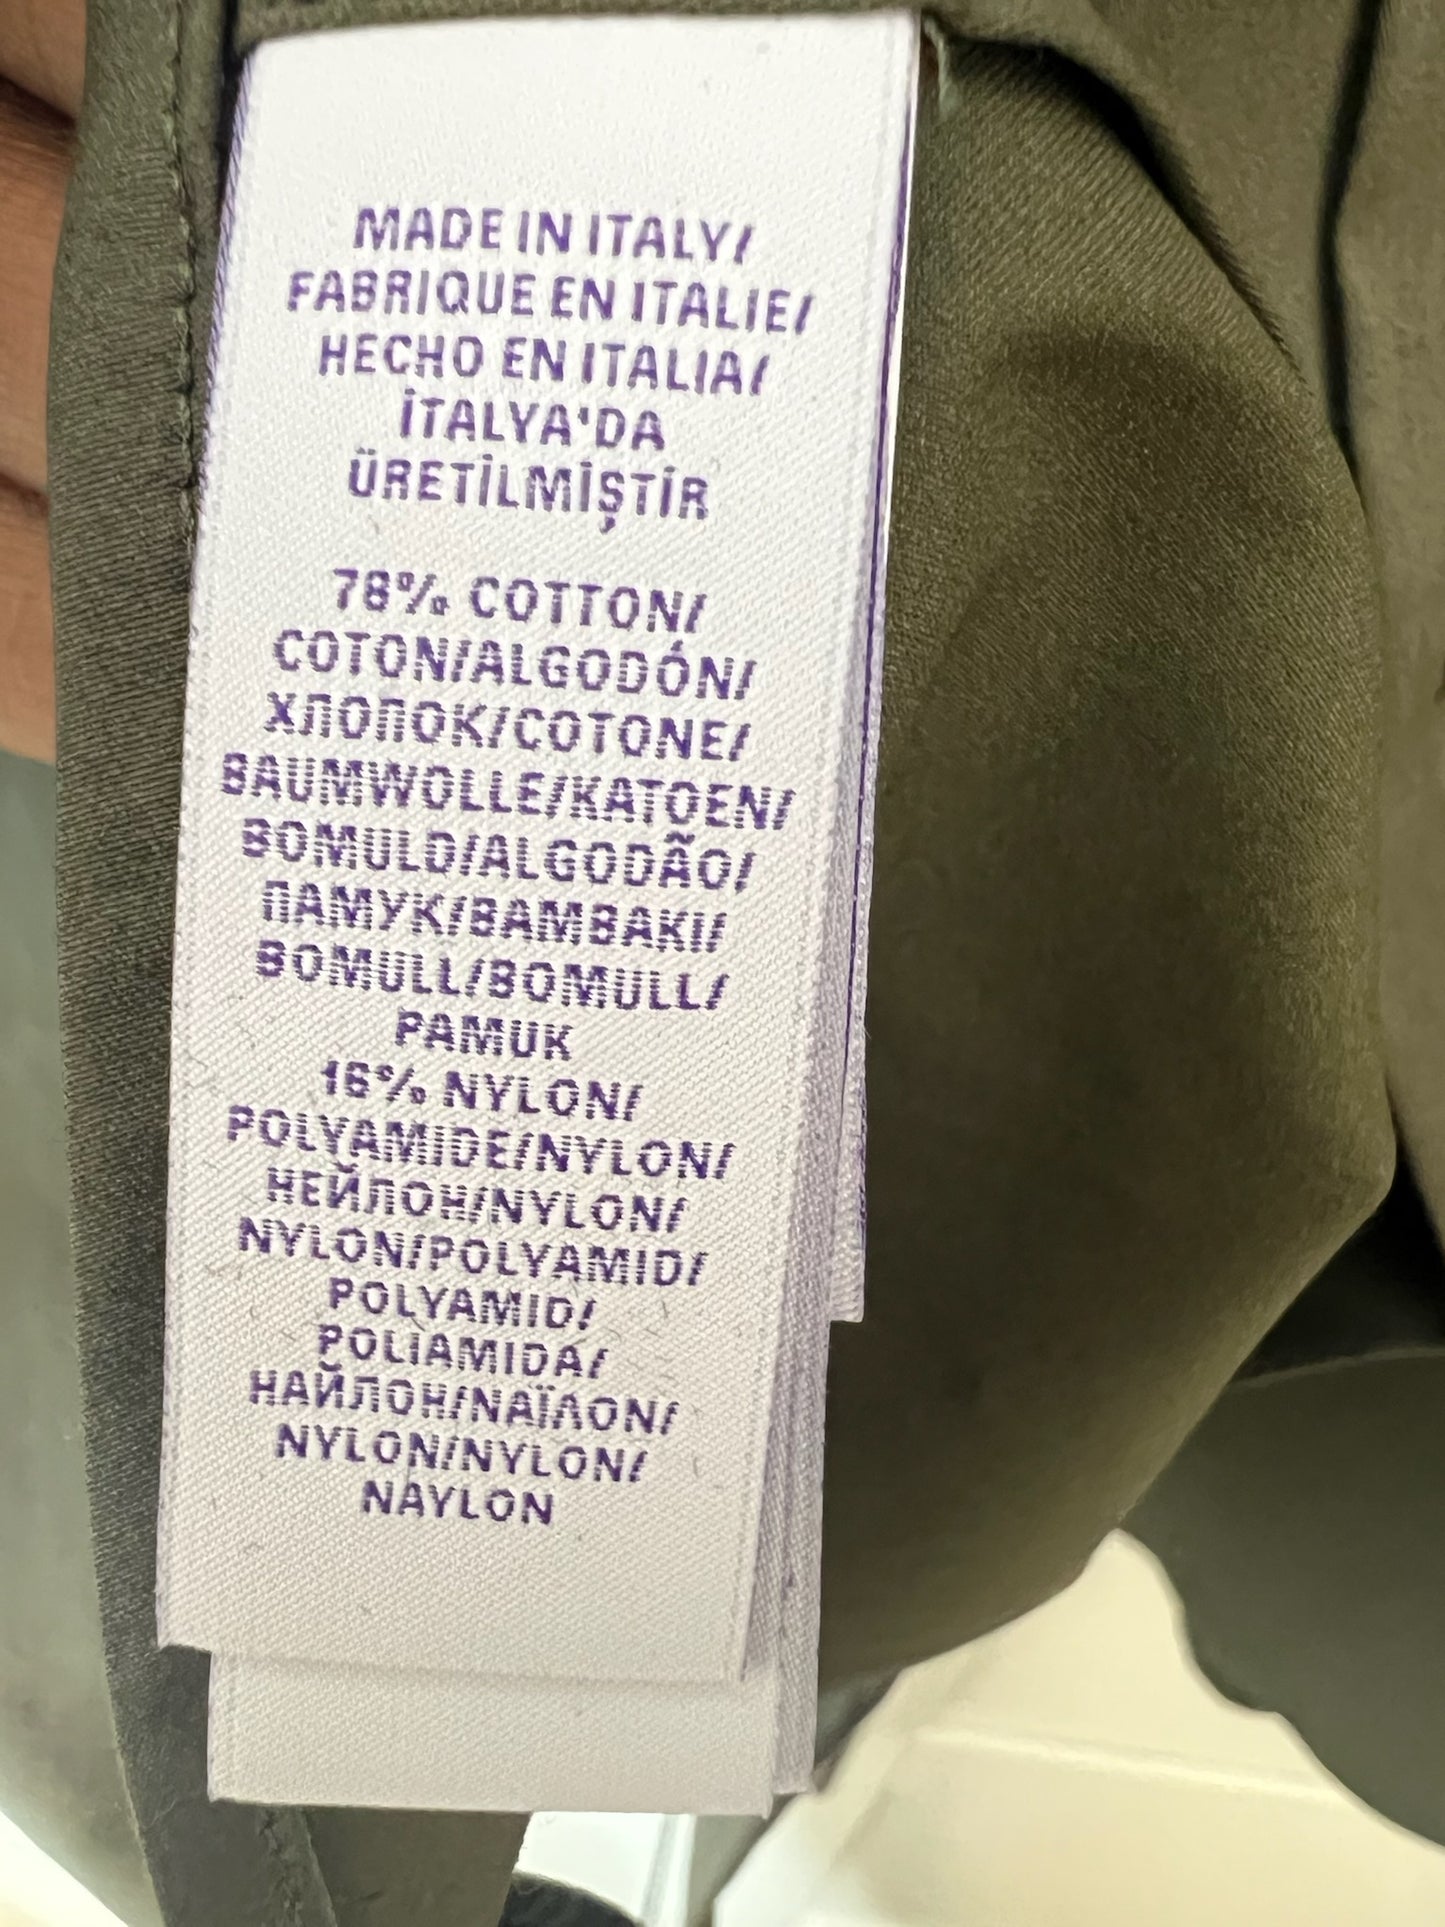 MADE IN ITALY/
FABRIQUE EN ITALIE/
HECHO EN ITALIA/
İTALYA'DA
ÜRETİLMİŞTİR
78% COTTON/
COTON/ALGODÓN/
ХЛОПОК/COTONE/
BAUMWOLLE/KATOEN/
BOMULD/ALGODÃO/
ПАМУК/ΒΑΜΒΑΚΙ/
BOMULL/BOMULL/
PAMUK
16% NYLON/
POLYAMIDE/NYLON/
НЕЙЛОН/NYLON/
NYLON/POLYAMID/
POLYAMID/
POLIAMIDA/
НАЙЛОН/ΝΑΪΛΟΝ/
NYLON/NYLON/
NAYLON